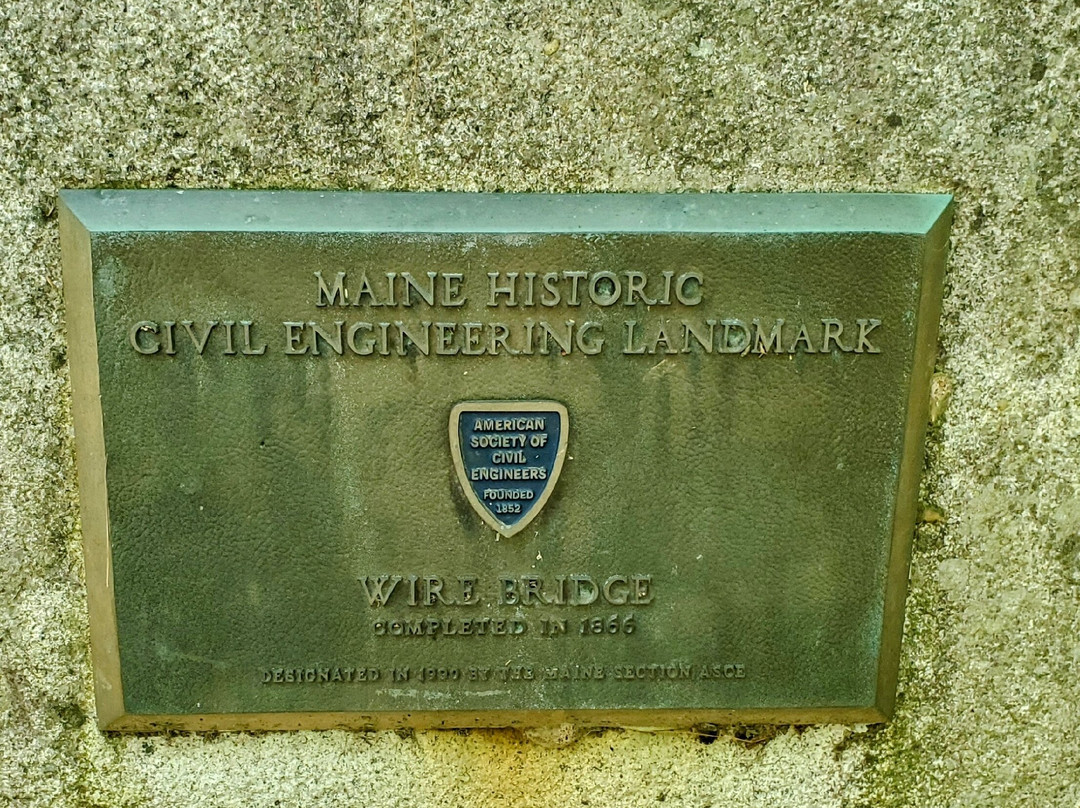 MAINE HISTORIC
CIVIL ENGINEERING LANDMARK
AMERICAN
SOCIETY OF
CIVIL
ENGINEERS
FOUNDED
1852
WIRE BRIDGE
COMPLETED IN 1866
DESIGNATED IN 1990 BY THE MAINE SECTION, ASCE